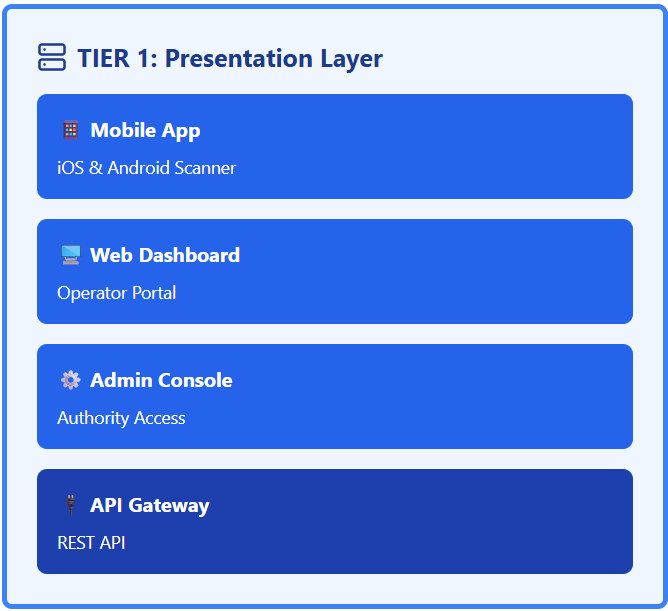 TIER 1: Presentation Layer
Mobile App
iOS & Android Scanner
Web Dashboard
Operator Portal
Admin Console
Authority Access
API Gateway
REST API